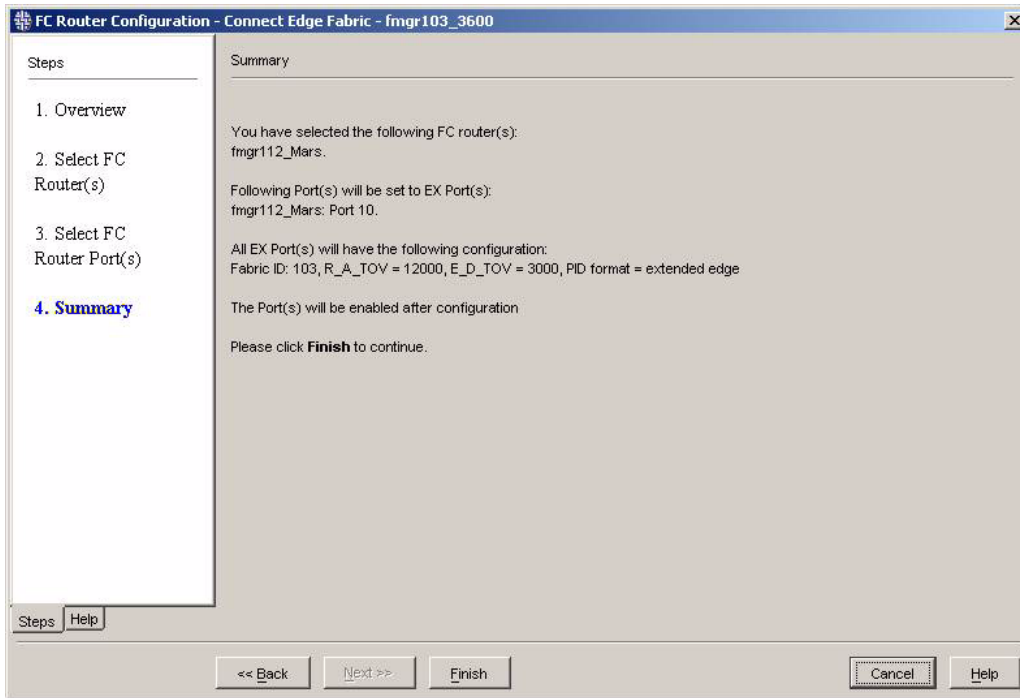 FC Router Configuration - Connect Edge Fabric - fmgr103_3600
Steps
1. Overview
2. Select FC
Router(s)
3. Select FC
Router Port(s)
4. Summary
Steps
Help
Summary
You have selected the following FC router(s):
fmgr112_Mars.
Following Port(s) will be set to EX Port(s):
fmgr112_Mars: Port 10.
All EX Port(s) will have the following configuration:
Fabric ID: 103, R_A_TOV = 12000, E_D_TOV = 3000, PID format = extended edge
The Port(s) will be enabled after configuration
Please click Finish to continue.
<< Back
Next >>
Finish
Cancel
Help